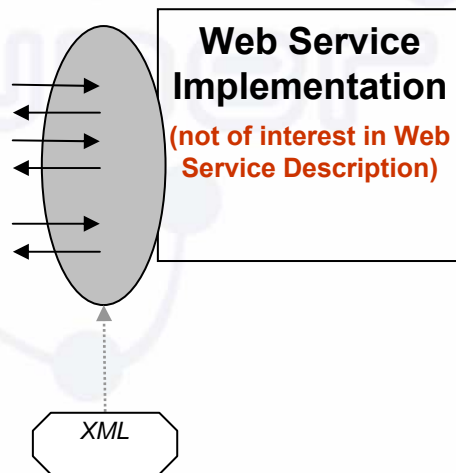 Web Service
Implementation
(not of interest in Web
Service Description)
XML